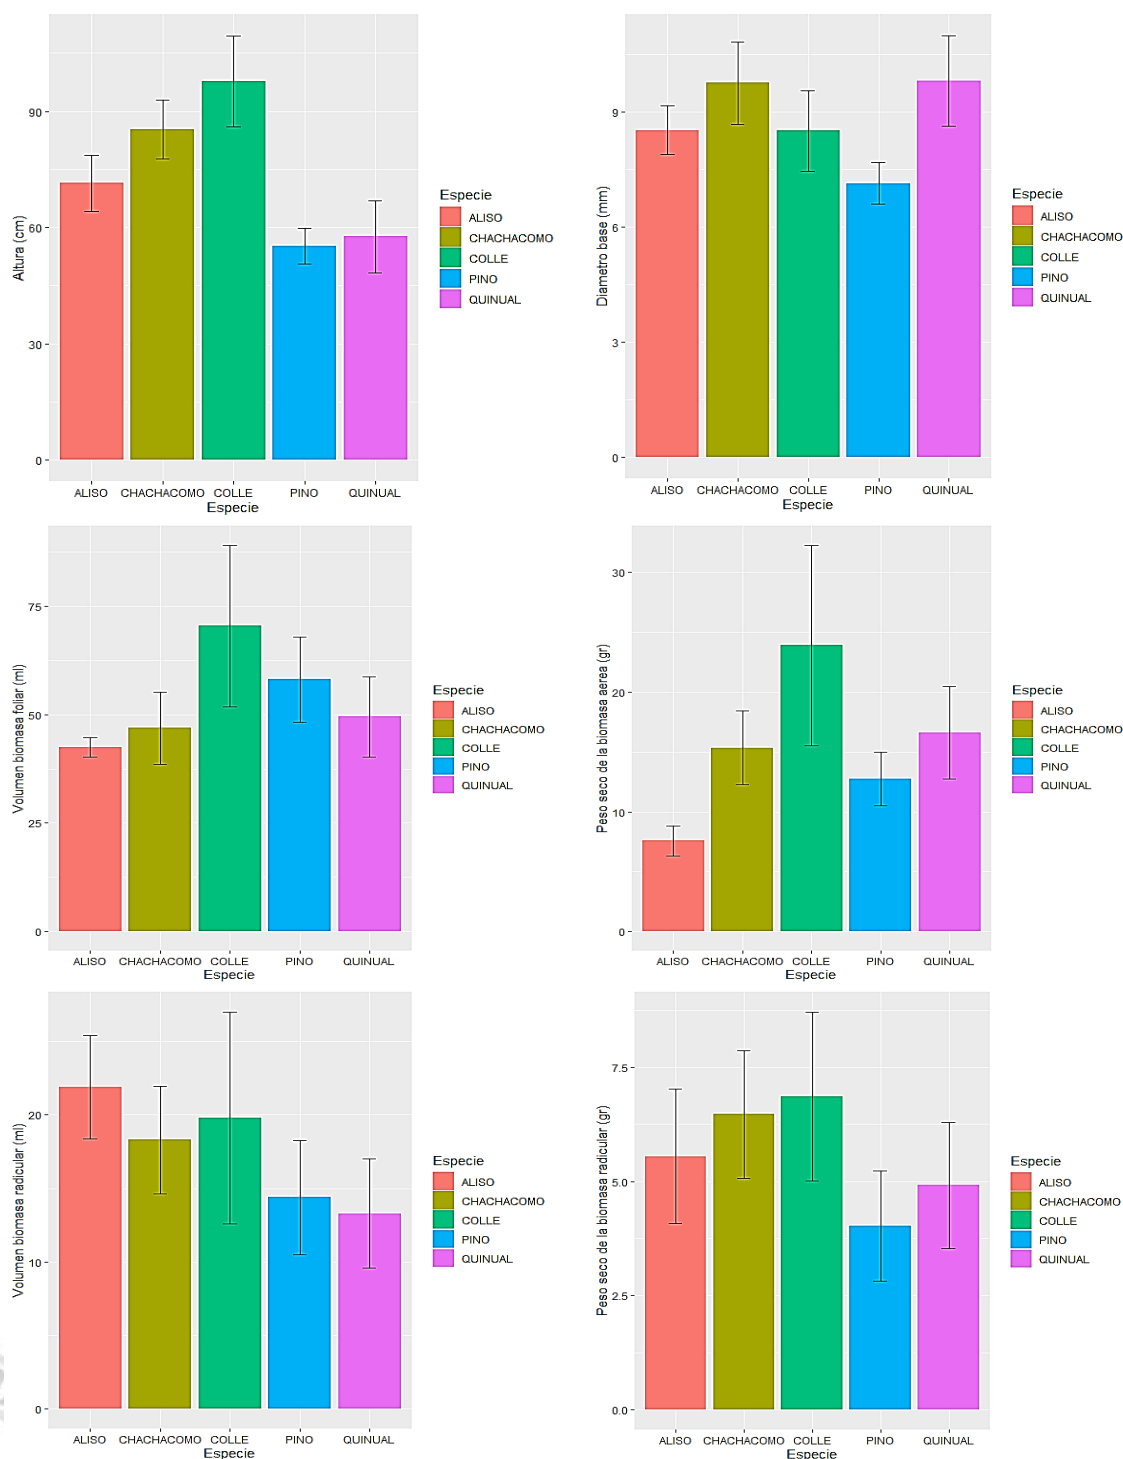 Altura (cm)
90
60
30
0
ALISO CHACHACOMO COLLE PINO QUINUAL
Especie
Especie
ALISO
CHACHACOMO
COLLE
PINO
QUINUAL
Diametro base (mm)
9
6
3
0
ALISO CHACHACOMO COLLE PINO QUINUAL
Especie
Especie
ALISO
CHACHACOMO
COLLE
PINO
QUINUAL
Volumen biomasa foliar (ml)
75
50
25
0
ALISO CHACHACOMO COLLE PINO QUINUAL
Especie
Especie
ALISO
CHACHACOMO
COLLE
PINO
QUINUAL
Peso seco de la biomasa aerea (gr)
30
20
10
0
ALISO CHACHACOMO COLLE PINO QUINUAL
Especie
Especie
ALISO
CHACHACOMO
COLLE
PINO
QUINUAL
Volumen biomasa radicular (ml)
20
10
0
ALISO CHACHACOMO COLLE PINO QUINUAL
Especie
Especie
ALISO
CHACHACOMO
COLLE
PINO
QUINUAL
Peso seco de la biomasa radicular (gr)
7.5
5.0
2.5
0.0
ALISO CHACHACOMO COLLE PINO QUINUAL
Especie
Especie
ALISO
CHACHACOMO
COLLE
PINO
QUINUAL